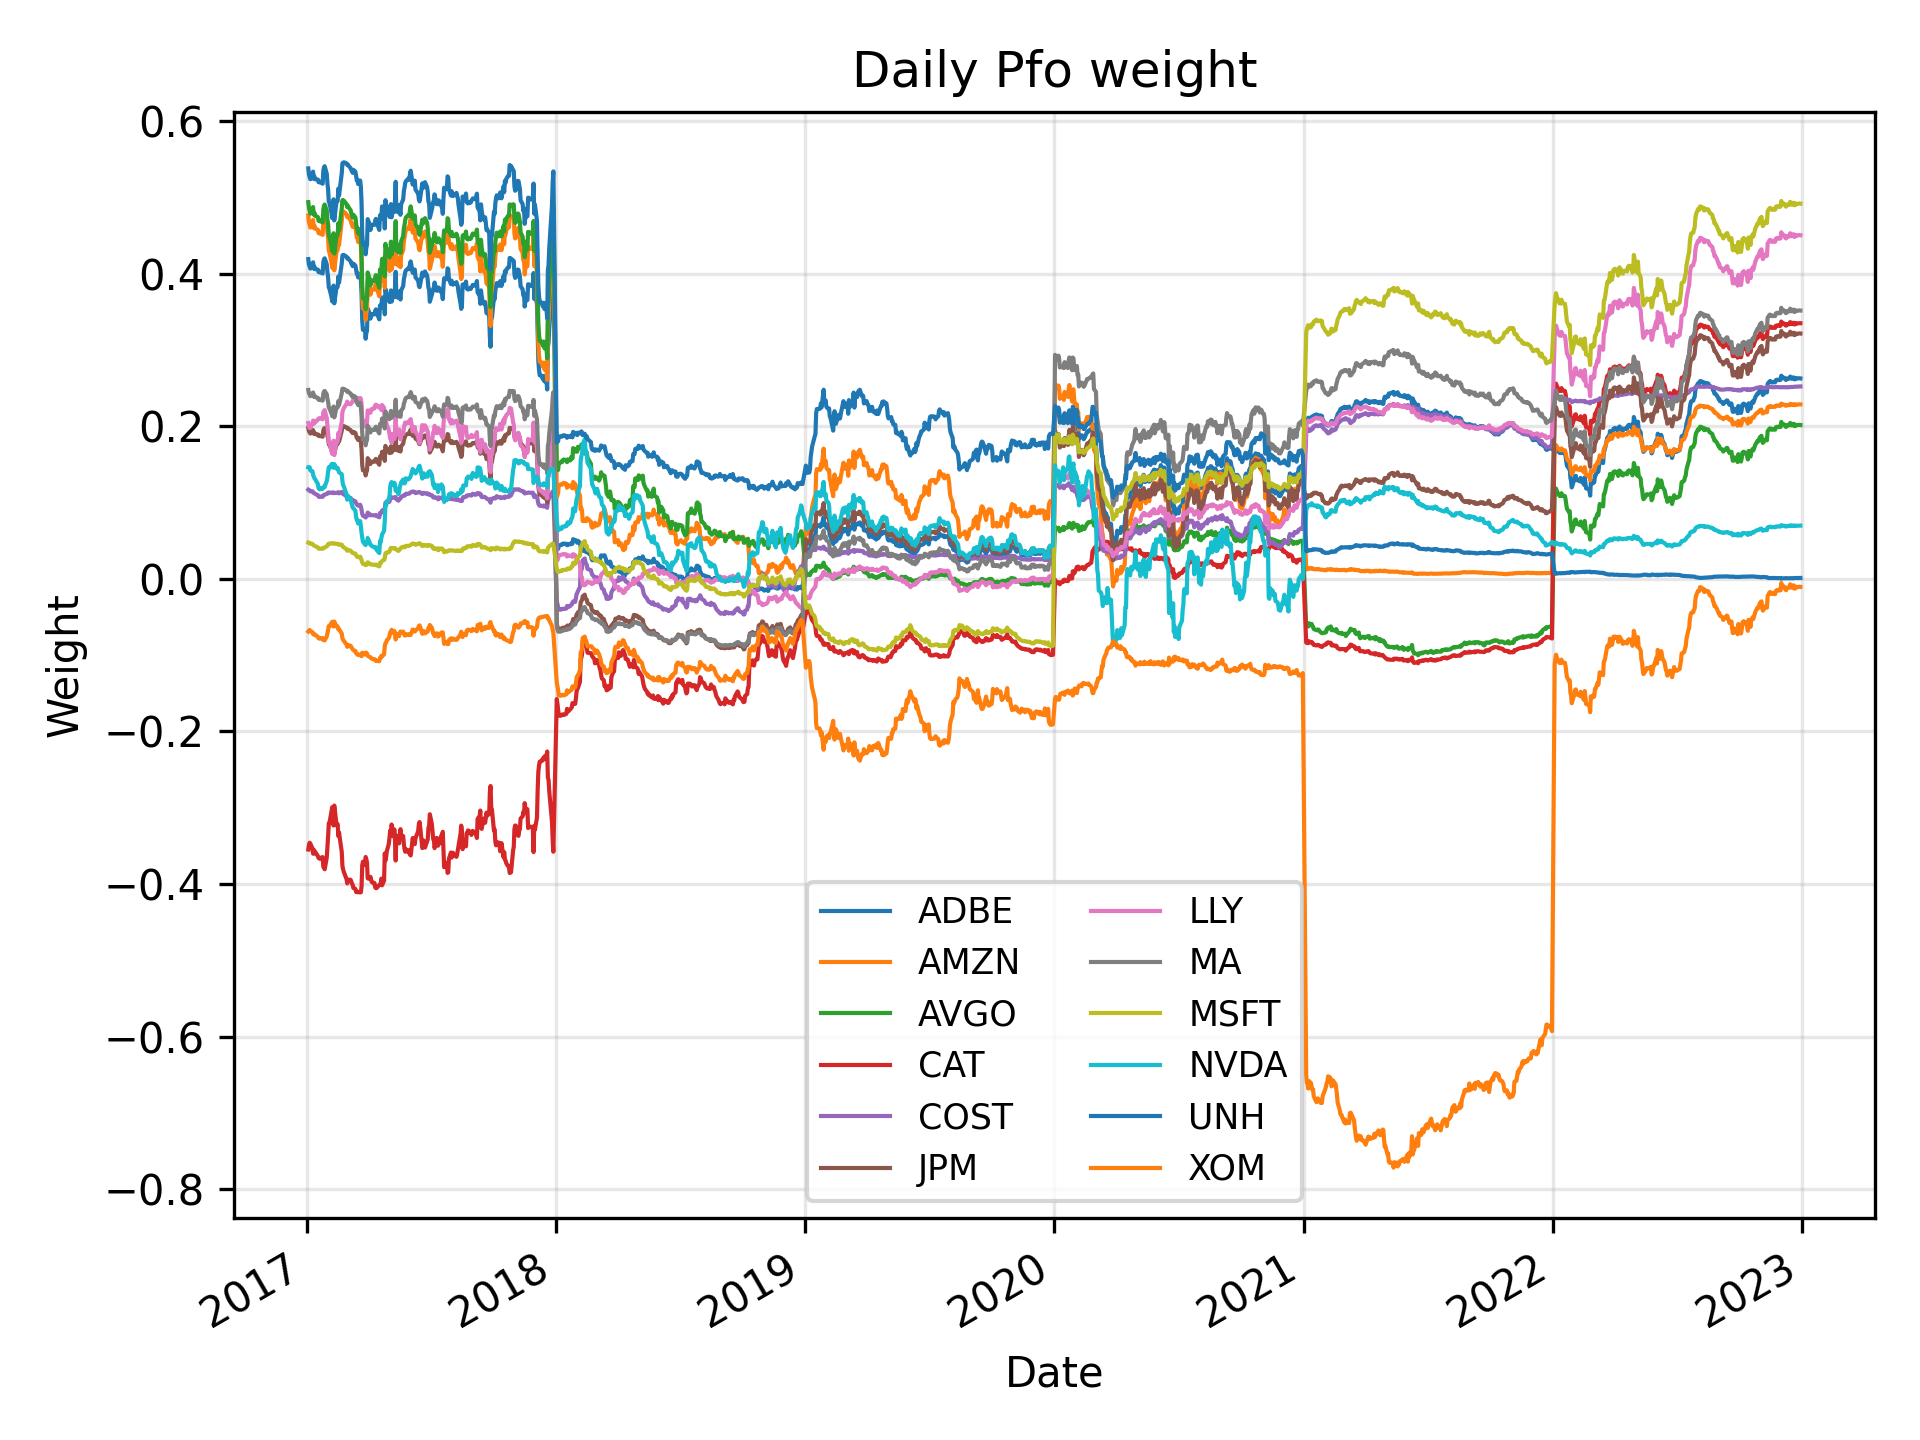 Daily Pfo weight
0.6
0.4
0.2
0.0
−0.2
−0.4
−0.6
−0.8
Weight
ADBE
AMZN
AVGO
CAT
COST
JPM
LLY
MA
MSFT
NVDA
UNH
XOM
2017 2018 2019 2020 2021 2022 2023
Date